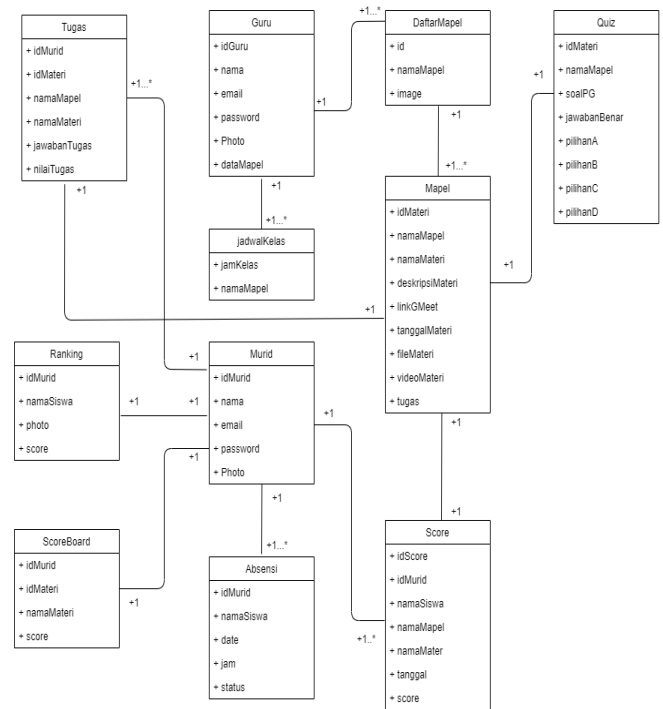 Tugas
+ idMurid
+ idMateri
+ namaMapel
+ namaMateri
+ jawabanTugas
+ nilaiTugas
+1...*
+1
Guru
+ idGuru
+ nama
+ email
+ password
+ Photo
+ dataMapel
+1
+1
+1...*
DaftarMapel
+ id
+ namaMapel
+ image
+1...*
+1
+1...*
Quiz
+ idMateri
+ namaMapel
+ soalPG
+ jawabanBenar
+ pilihanA
+ pilihanB
+ pilihanC
+ pilihanD
+1
+1
jadwalKelas
+ jamKelas
+ namaMapel
Mapel
+ idMateri
+ namaMapel
+ namaMateri
+ deskripsiMateri
+ linkGMeet
+ tanggalMateri
+ fileMateri
+ videoMateri
+ tugas
+1
+1
+1
Ranking
+ idMurid
+ namaSiswa
+ photo
+ score
+1
Murid
+ idMurid
+ nama
+ email
+ password
+ Photo
+1
+1
+1
+1
+1
ScoreBoard
+ idMurid
+ idMateri
+ namaMateri
+ score
+1
Absensi
+ idMurid
+ namaSiswa
+ date
+ jam
+ status
+1...*
Score
+ idScore
+ idMurid
+ namaSiswa
+ namaMapel
+ namaMater
+ tanggal
+ score
+1..*